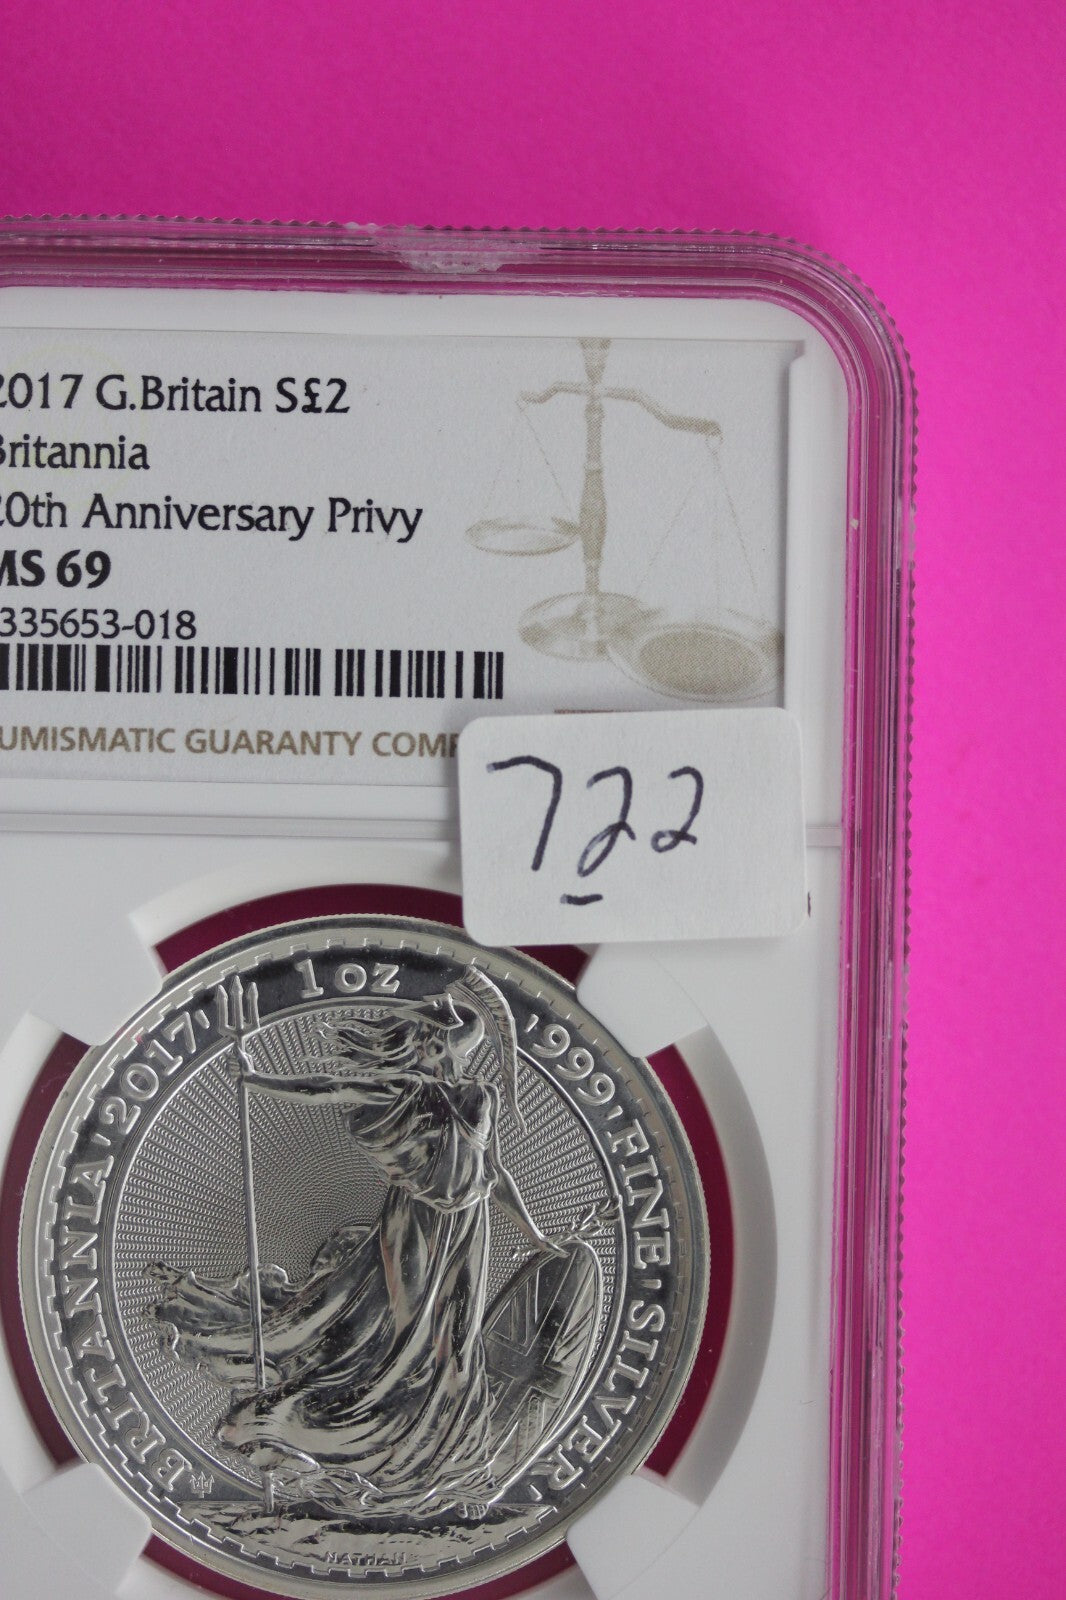 2017 G.Britain S£2
Britannia
20th Anniversary Privy
MS 69
335653-018
UMISMATIC GUARANTY COMP
722
1 OZ
BRITANNIA '2017' '999' FINE 'SILVER'
NATHAN